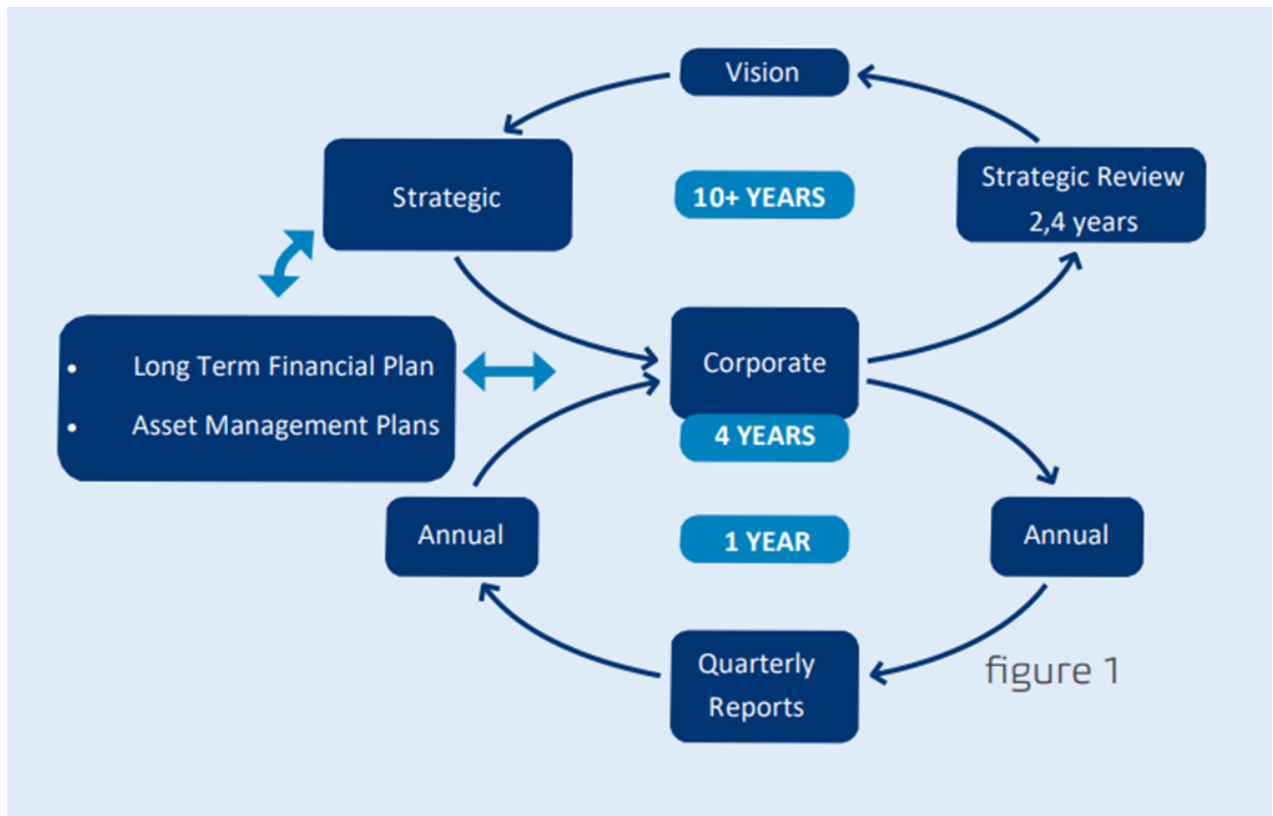 Vision
Strategic
10+ YEARS
Strategic Review
2,4 years
• Long Term Financial Plan
• Asset Management Plans
Corporate
4 YEARS
Annual
1 YEAR
Annual
Quarterly
Reports
figure 1